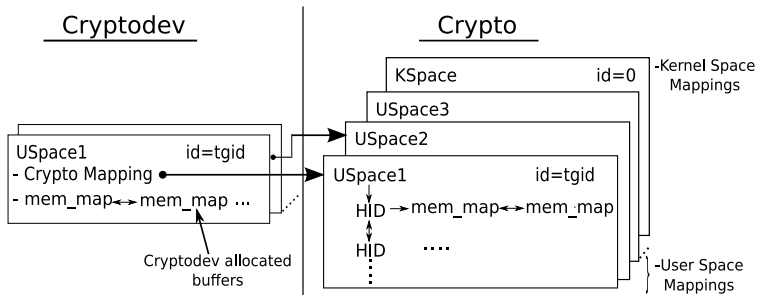 Cryptodev
Crypto
USpace1 id=tgid
- Crypto Mapping
- mem_map mem_map ...
Cryptodev allocated
buffers
KSpace id=0
-Kernel Space
Mappings
USpace3
USpace2
USpace1 id=tgid
HID mem_map mem_map
HID ....
-User Space
Mappings